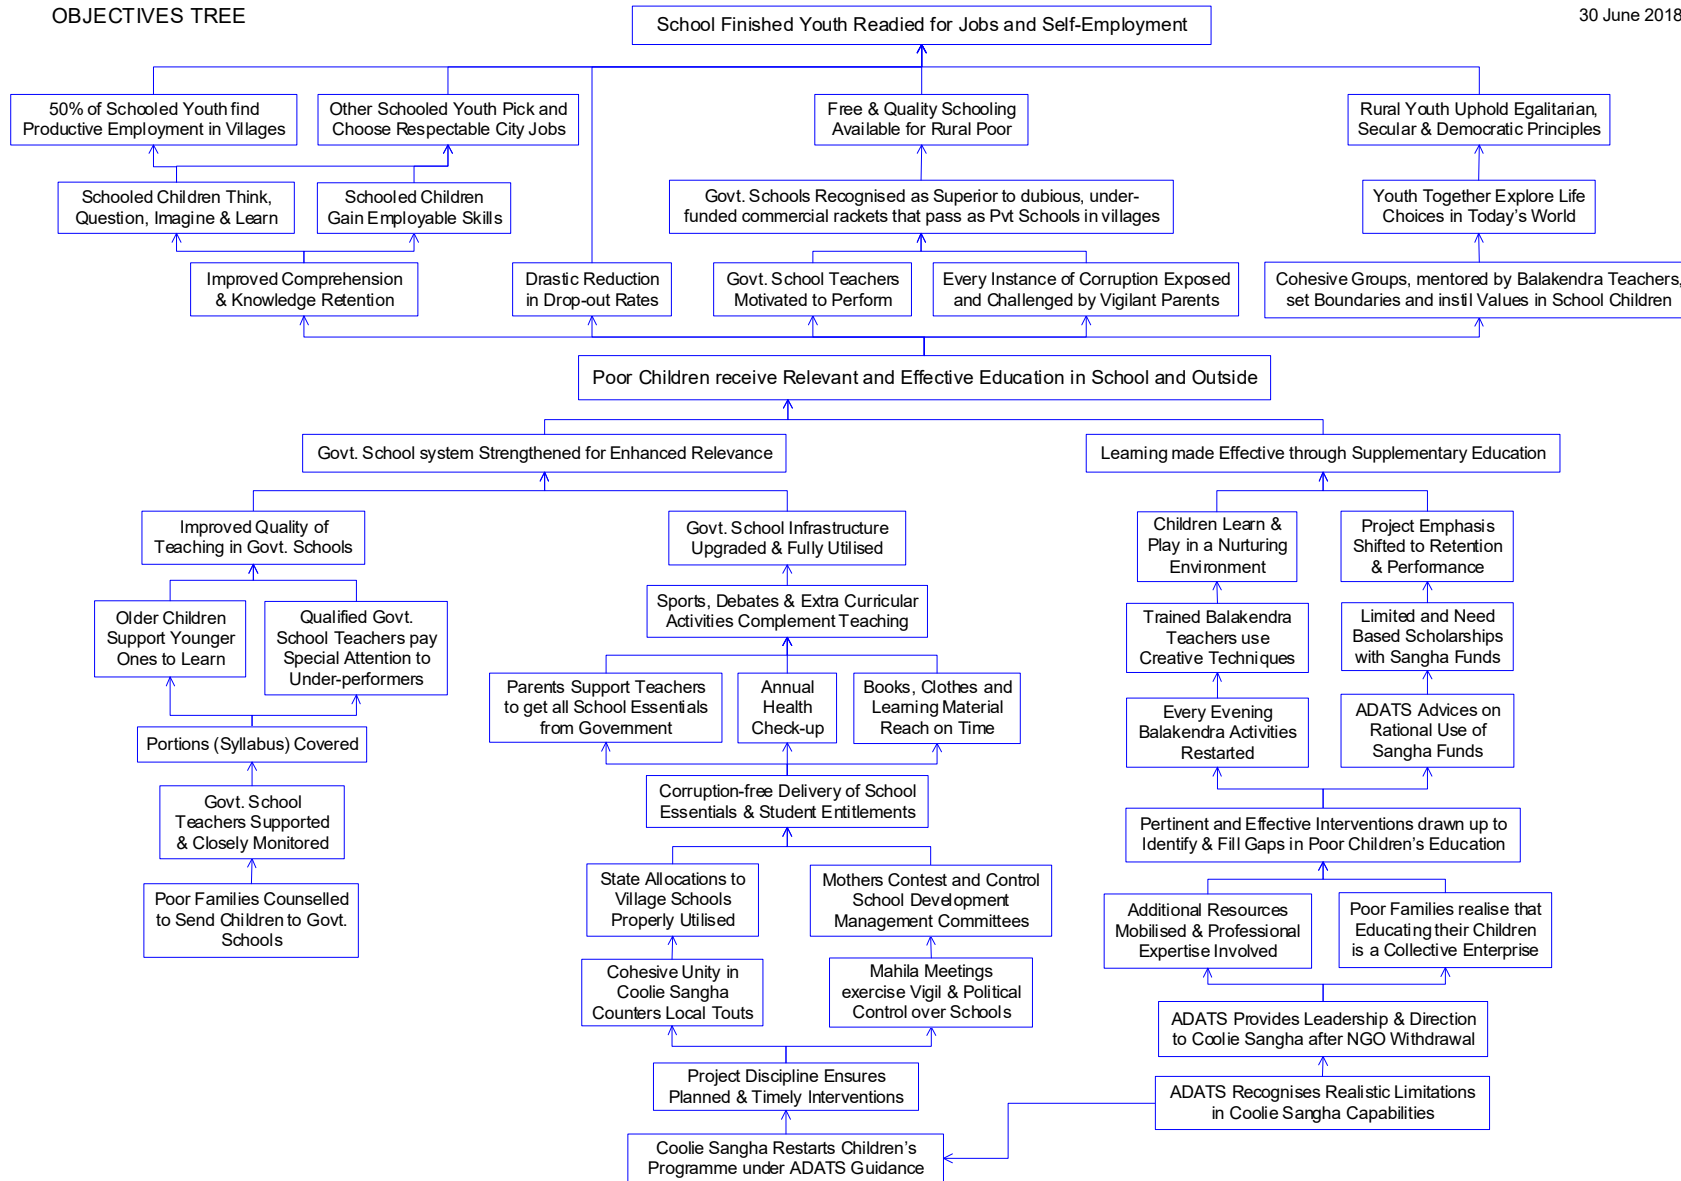 OBJECTIVES TREE
30 June 2018
School Finished Youth Readied for Jobs and Self-Employment
50% of Schooled Youth find
Productive Employment in Villages
Other Schooled Youth Pick and
Choose Respectable City Jobs
Free & Quality Schooling
Available for Rural Poor
Rural Youth Uphold Egalitarian,
Secular & Democratic Principles
Schooled Children Think,
Question, Imagine & Learn
Schooled Children
Gain Employable Skills
Govt. Schools Recognised as Superior to dubious, under-
funded commercial rackets that pass as Pvt Schools in villages
Youth Together Explore Life
Choices in Today's World
Improved Comprehension
& Knowledge Retention
Drastic Reduction
in Drop-out Rates
Govt. School Teachers
Motivated to Perform
Every Instance of Corruption Exposed
and Challenged by Vigilant Parents
Cohesive Groups, mentored by Balakendra Teachers,
set Boundaries and instil Values in School Children
Poor Children receive Relevant and Effective Education in School and Outside
Govt. School system Strengthened for Enhanced Relevance
Learning made Effective through Supplementary Education
Improved Quality of
Teaching in Govt. Schools
Govt. School Infrastructure
Upgraded & Fully Utilised
Children Learn &
Play in a Nurturing
Environment
Project Emphasis
Shifted to Retention
& Performance
Older Children
Support Younger
Ones to Learn
Qualified Govt.
School Teachers pay
Special Attention to
Under-performers
Sports, Debates & Extra Curricular
Activities Complement Teaching
Trained Balakendra
Teachers use
Creative Techniques
Limited and Need
Based Scholarships
with Sangha Funds
Parents Support Teachers
to get all School Essentials
from Government
Annual
Health
Check-up
Books, Clothes and
Learning Material
Reach on Time
Every Evening
Balakendra Activities
Restarted
ADATS Advices on
Rational Use of
Sangha Funds
Portions (Syllabus) Covered
Corruption-free Delivery of School
Essentials & Student Entitlements
Govt. School
Teachers Supported
& Closely Monitored
Pertinent and Effective Interventions drawn up to
Identify & Fill Gaps in Poor Children's Education
Poor Families Counselled
to Send Children to Govt.
Schools
State Allocations to
Village Schools
Properly Utilised
Mothers Contest and Control
School Development
Management Committees
Additional Resources
Mobilised & Professional
Expertise Involved
Poor Families realise that
Educating their Children
is a Collective Enterprise
Cohesive Unity in
Coolie Sangha
Counters Local Touts
Mahila Meetings
exercise Vigil & Political
Control over Schools
ADATS Provides Leadership & Direction
to Coolie Sangha after NGO Withdrawal
Project Discipline Ensures
Planned & Timely Interventions
ADATS Recognises Realistic Limitations
in Coolie Sangha Capabilities
Coolie Sangha Restarts Children's
Programme under ADATS Guidance